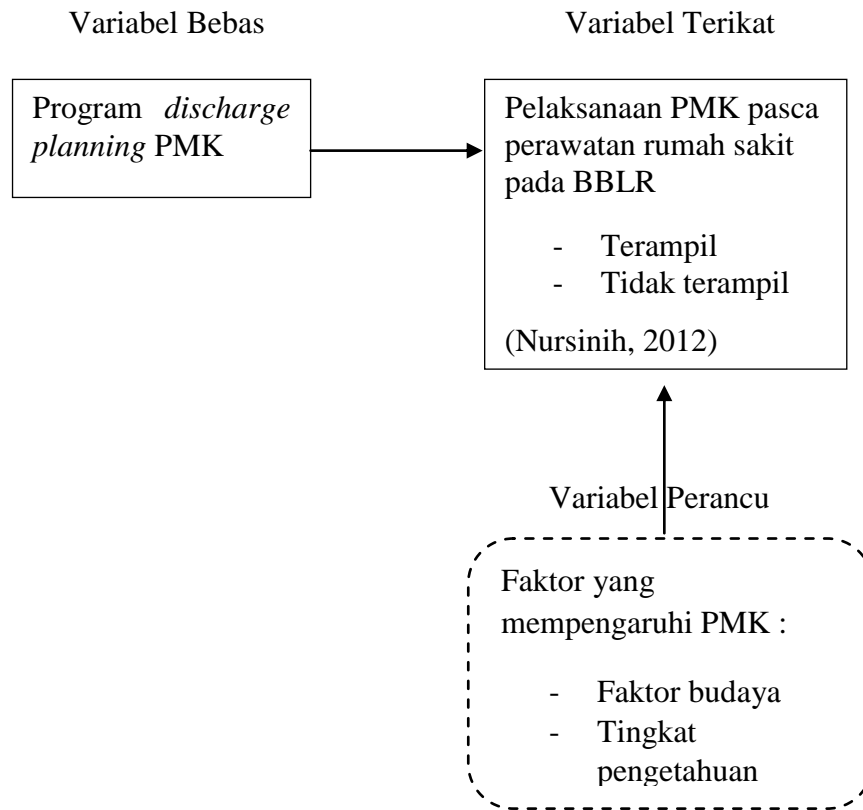 Variabel Bebas
Variabel Terikat
Program discharge
planning PMK
Pelaksanaan PMK pasca
perawatan rumah sakit
pada BBLR
- Terampil
- Tidak terampil
(Nursinih, 2012)
Variabel Perancu
Faktor yang
mempengaruhi PMK :
- Faktor budaya
- Tingkat
pengetahuan